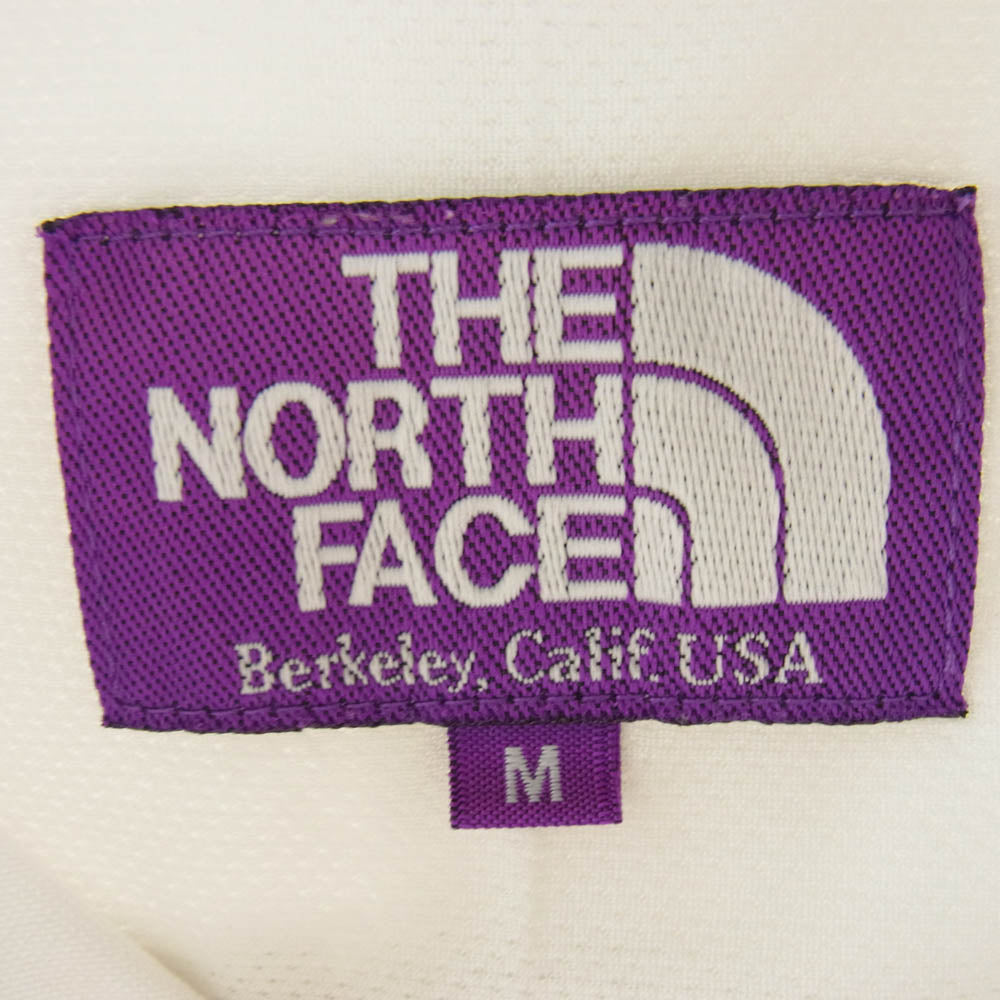 THE
NORTH
FACE
Berkeley, Calif. USA
M